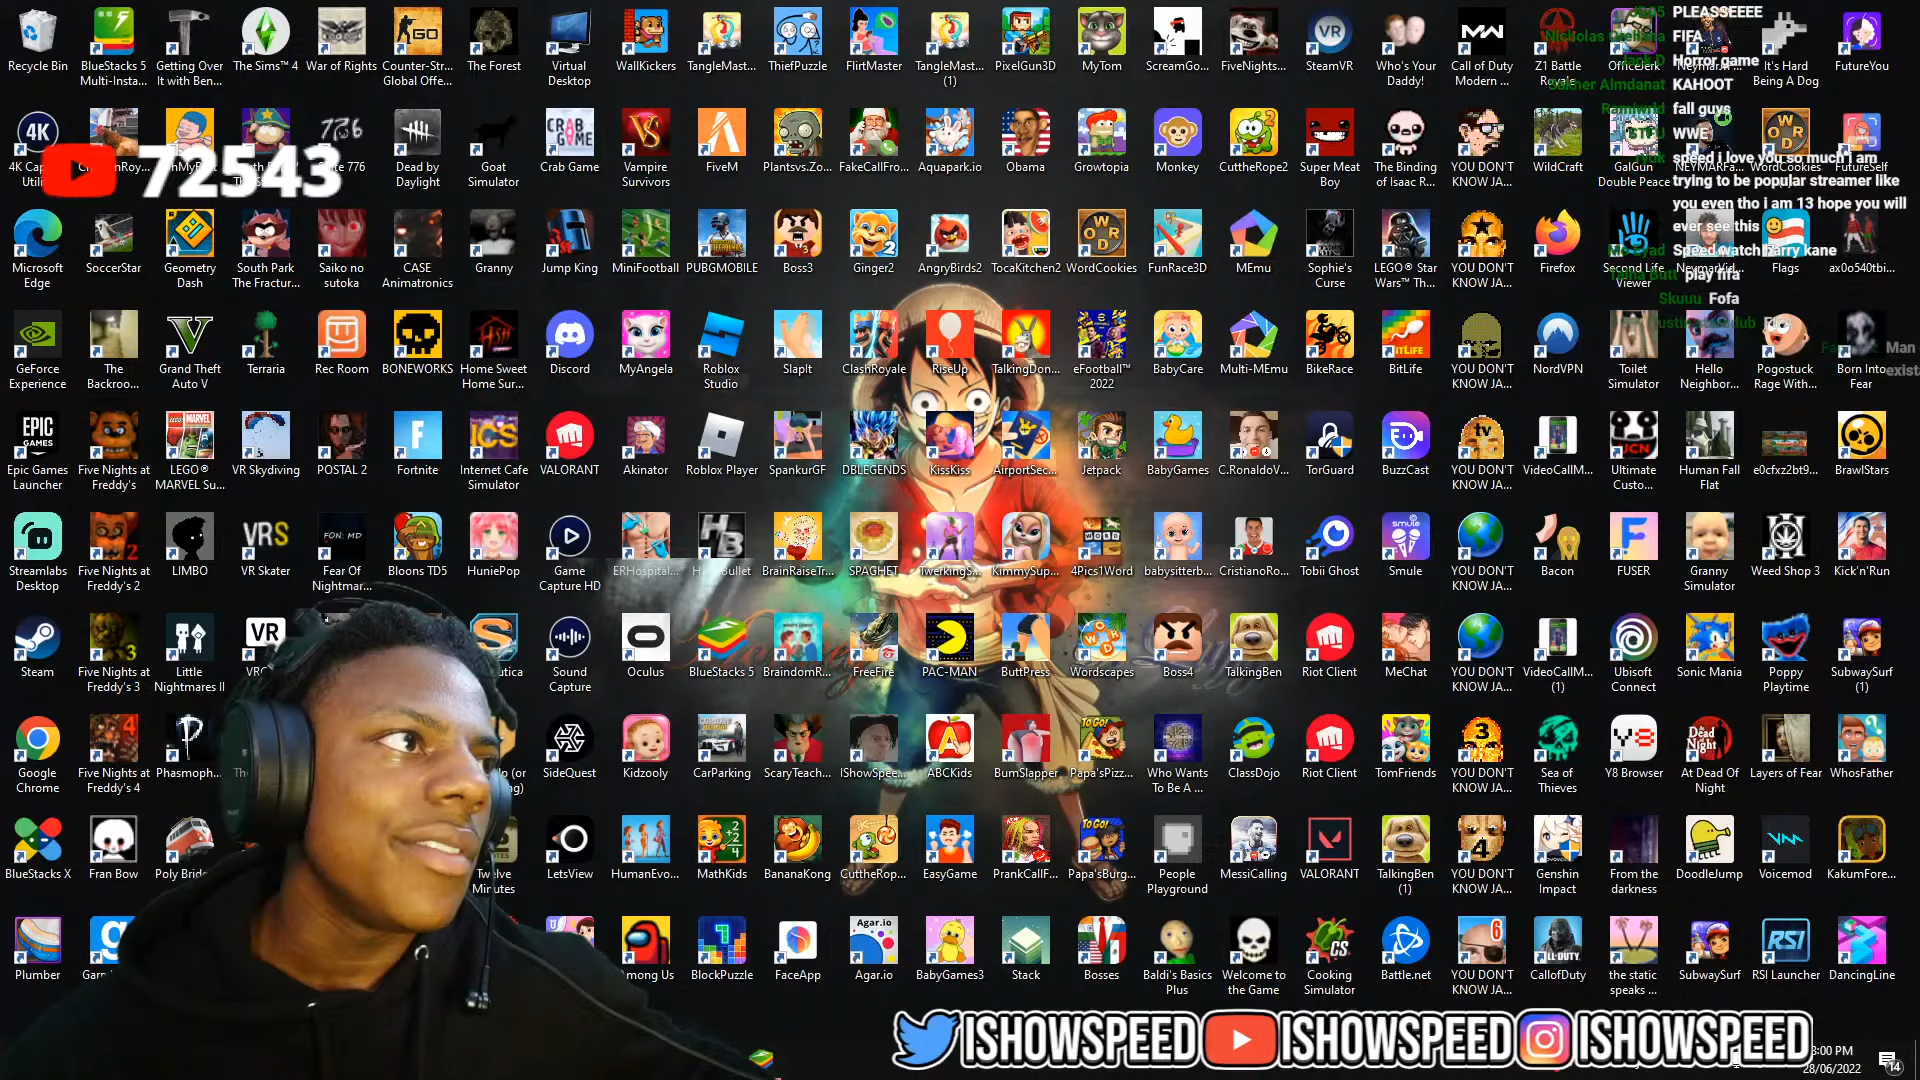 Recycle Bin
BlueStacks 5 Multi-Insta...
Getting Over It with Ben...
The Sims™ 4
War of Rights
Counter-Str... Global Offe...
The Forest
Virtual Desktop
WallKickers
TangleMast...
ThiefPuzzle
FlirtMaster
TangleMast... (1)
PixelGun3D
MyTom
ScreamGo...
FiveNights...
SteamVR
Who's Your Daddy!
Call of Duty Modern ...
Z1 Battle Royale
OfficeJerk
It's Hard Being A Dog
FutureYou
PLEASSEEEE
FIFA
Horror game
Sakher Almdanat KAHOOT
fall guys
WWE
speed i love you so much i am
trying to be popular streamer like
you even tho i am 13 hope you will
ever see this
Speed watch harry kane
play fifa
Skuuu Fofa
Man
72543
Dead by Daylight
Goat Simulator
Crab Game
Vampire Survivors
FiveM
Plantsvs.Zo...
FakeCallFro...
Aquapark.io
Obama
Growtopia
Monkey
CuttheRope2
Super Meat Boy
The Binding of Isaac R...
YOU DON'T KNOW JA...
WildCraft
GalGun Double Peace
WordCookies
FutureSelf
Microsoft Edge
SoccerStar
Geometry Dash
South Park The Fractur...
Saiko no sutoka
CASE Animatronics
Granny
Jump King
MiniFootball
PUBGMOBILE
Boss3
Ginger2
AngryBirds2
TocaKitchen2
WordCookies
FunRace3D
MEmu
Sophie's Curse
LEGO® Star Wars™ Th...
YOU DON'T KNOW JA...
Firefox
Second Life Viewer
Flags
ax0o540tbi...
GeForce Experience
The Backroo...
Grand Theft Auto V
Terraria
Rec Room
BONEWORKS
Home Sweet Home Sur...
Discord
MyAngela
Roblox Studio
SlapIt
ClashRoyale
RiseUp
TalkingDon...
eFootball™ 2022
BabyCare
Multi-MEmu
BikeRace
BitLife
YOU DON'T KNOW JA...
NordVPN
Toilet Simulator
Hello Neighbor...
Pogostuck Rage With...
Born Into Fear
Epic Games Launcher
Five Nights at Freddy's
LEGO® MARVEL Su...
VR Skydiving
POSTAL 2
Fortnite
Internet Cafe Simulator
VALORANT
Akinator
Roblox Player
SpankurGF
DBLEGENDS
KissKiss
AirportSec...
Jetpack
BabyGames
C.RonaldoV...
TorGuard
BuzzCast
YOU DON'T KNOW JA...
VideoCallM...
Ultimate Custo...
Human Fall Flat
e0cfxz2bt9...
BrawlStars
Streamlabs Desktop
Five Nights at Freddy's 2
LIMBO
VR Skater
Fear Of Nightmar...
Bloons TD5
HuniePop
Game Capture HD
ERHospital...
BrainRaiseTr...
SPAGHET
TwerkingS...
KimmySup...
4Pics1Word
babysitterb...
CristianoRo...
Tobii Ghost
Smule
YOU DON'T KNOW JA...
Bacon
FUSER
Granny Simulator
Weed Shop 3
Kick'n'Run
Steam
Five Nights at Freddy's 3
Little Nightmares II
Sound Capture
Oculus
BlueStacks 5
BraindomR...
FreeFire
PAC-MAN
ButtPress
Wordscapes
Boss4
TalkingBen
Riot Client
MeChat
YOU DON'T KNOW JA...
VideoCallM... (1)
Ubisoft Connect
Sonic Mania
Poppy Playtime
SubwaySurf (1)
Google Chrome
Five Nights at Freddy's 4
Phasmoph...
SideQuest
Kidzooly
CarParking
ScaryTeach...
IShowSpee...
ABCKids
BumSlapper
Papa'sPizz...
Who Wants To Be A ...
ClassDojo
Riot Client
TomFriends
YOU DON'T KNOW JA...
Sea of Thieves
Y8 Browser
At Dead Of Night
Layers of Fear
WhosFather
BlueStacks X
Fran Bow
Poly Brid...
Twelve Minutes
LetsView
HumanEvo...
MathKids
BananaKong
CuttheRop...
EasyGame
PrankCallF...
Papa'sBurg...
People Playground
MessiCalling
VALORANT
TalkingBen (1)
YOU DON'T KNOW JA...
Genshin Impact
From the darkness
DoodleJump
Voicemod
KakumFore...
Plumber
Among Us
BlockPuzzle
FaceApp
Agar.io
BabyGames3
Stack
Bosses
Baldi's Basics Plus
Welcome to the Game
Cooking Simulator
Battle.net
YOU DON'T KNOW JA...
CallofDuty
the static speaks ...
SubwaySurf
RSI Launcher
DancingLine
ISHOWSPEED ISHOWSPEED ISHOWSPEED
3:00 PM
28/06/2022
14